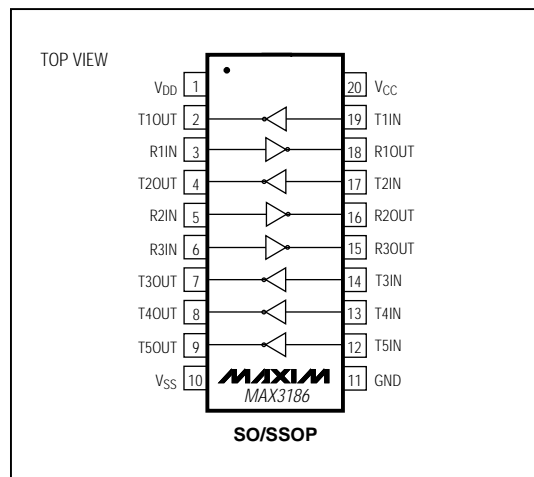 TOP VIEW
VDD 1 20 VCC
T1OUT 2 19 T1IN
R1IN 3 18 R1OUT
T2OUT 4 17 T2IN
R2IN 5 16 R2OUT
R3IN 6 15 R3OUT
T3OUT 7 14 T3IN
T4OUT 8 13 T4IN
T5OUT 9 12 T5IN
VSS 10 MAXIM 11 GND
MAX3186
SO/SSOP